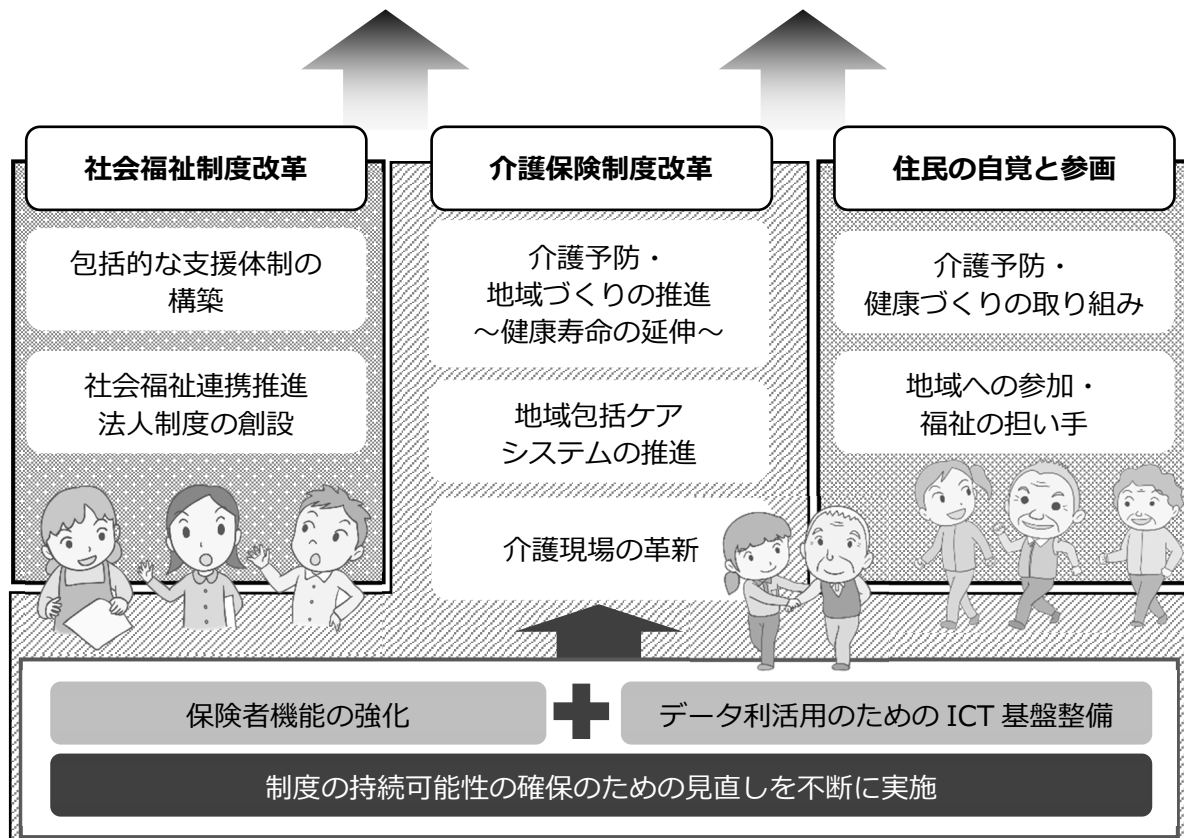 社会福祉制度改革
包括的な支援体制の
構築
社会福祉連携推進
法人制度の創設
介護保険制度改革
介護予防・
地域づくりの推進
～健康寿命の延伸～
地域包括ケア
システムの推進
介護現場の革新
住民の自覚と参画
介護予防・
健康づくりの取り組み
地域への参加・
福祉の担い手
保険者機能の強化
データ利活用のための ICT 基盤整備
制度の持続可能性の確保のための見直しを不断に実施